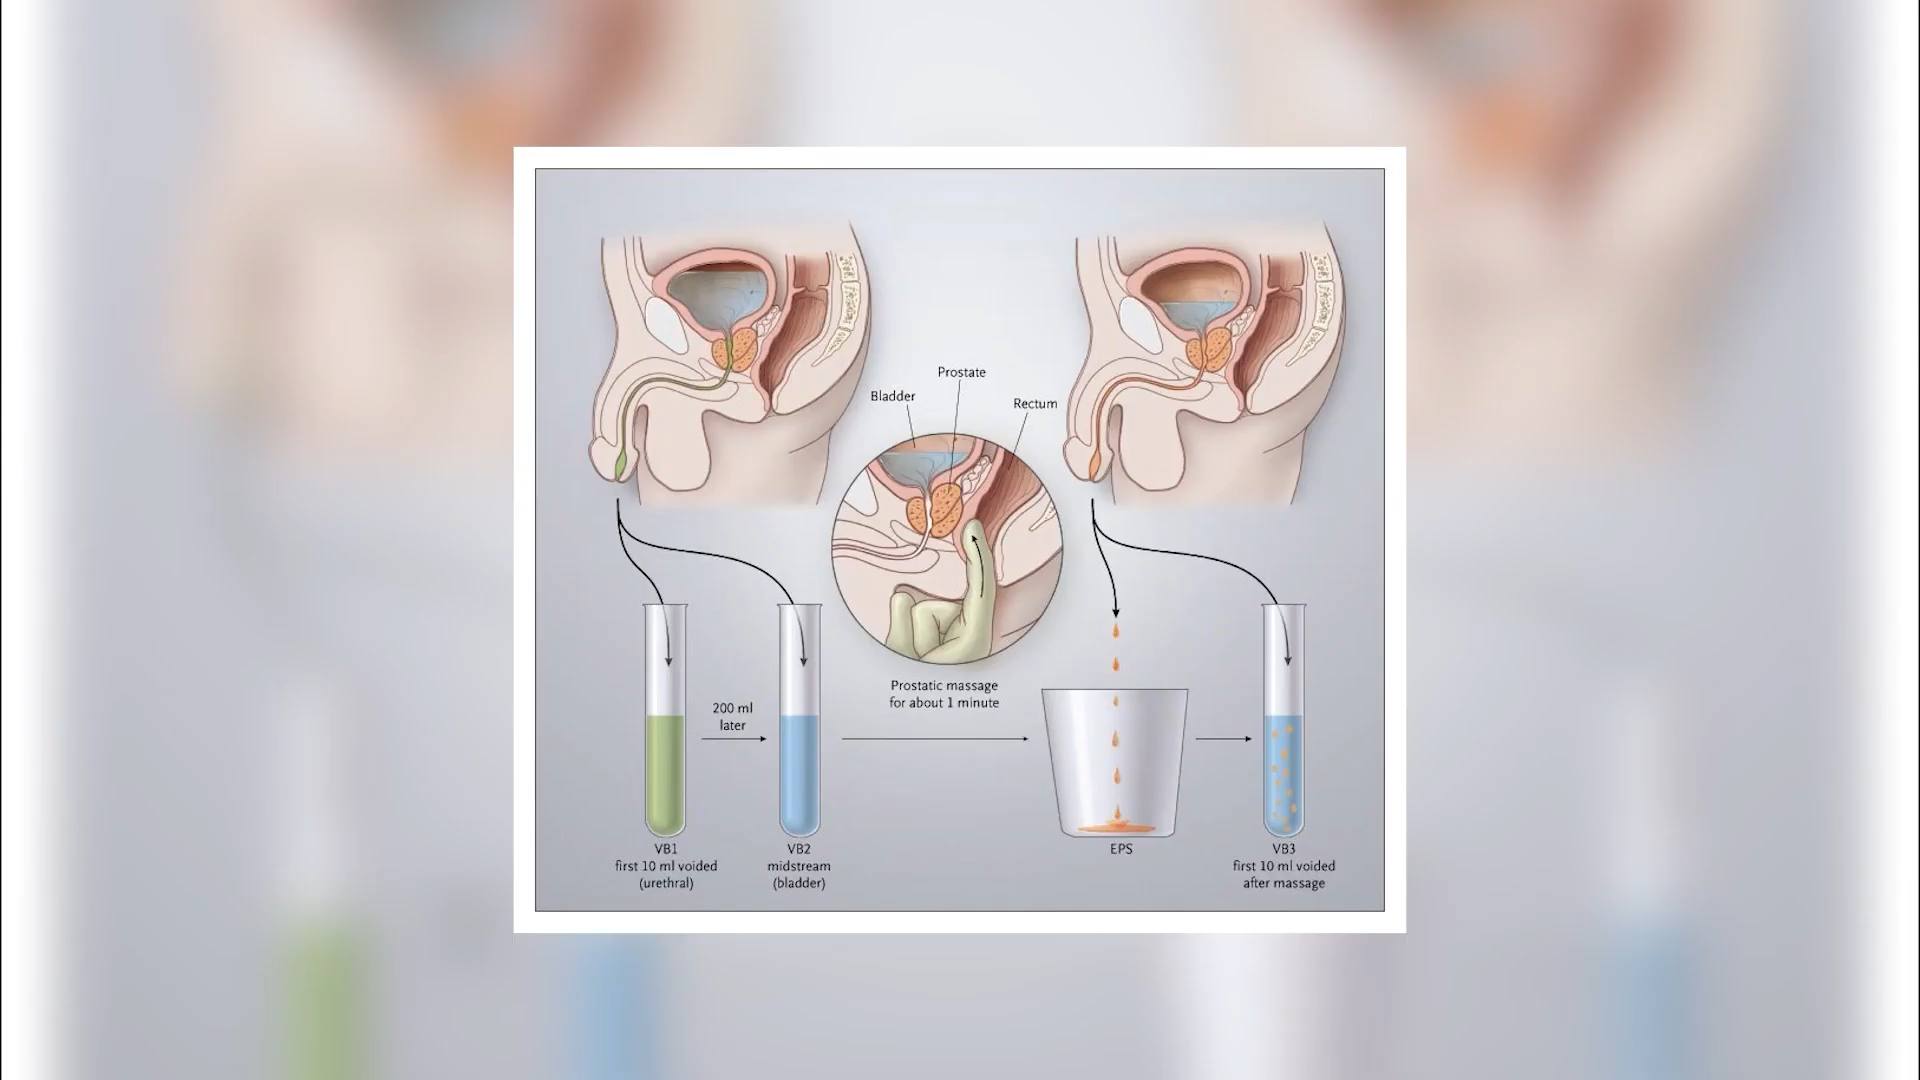 Prostate
Bladder
Rectum
Prostatic massage
for about 1 minute
200 ml
later
VB1
first 10 ml voided
(urethral)
VB2
midstream
(bladder)
EPS
VB3
first 10 ml voided
after massage